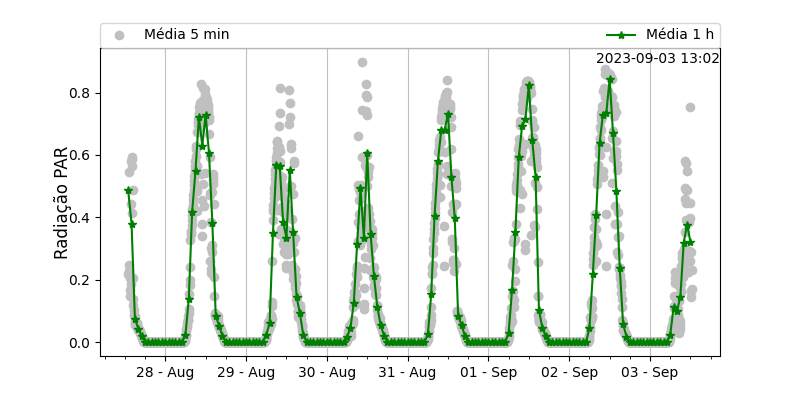 Média 5 min
Média 1 h
2023-09-03 13:02
Radiação PAR
0.8
0.6
0.4
0.2
0.0
28 - Aug
29 - Aug
30 - Aug
31 - Aug
01 - Sep
02 - Sep
03 - Sep